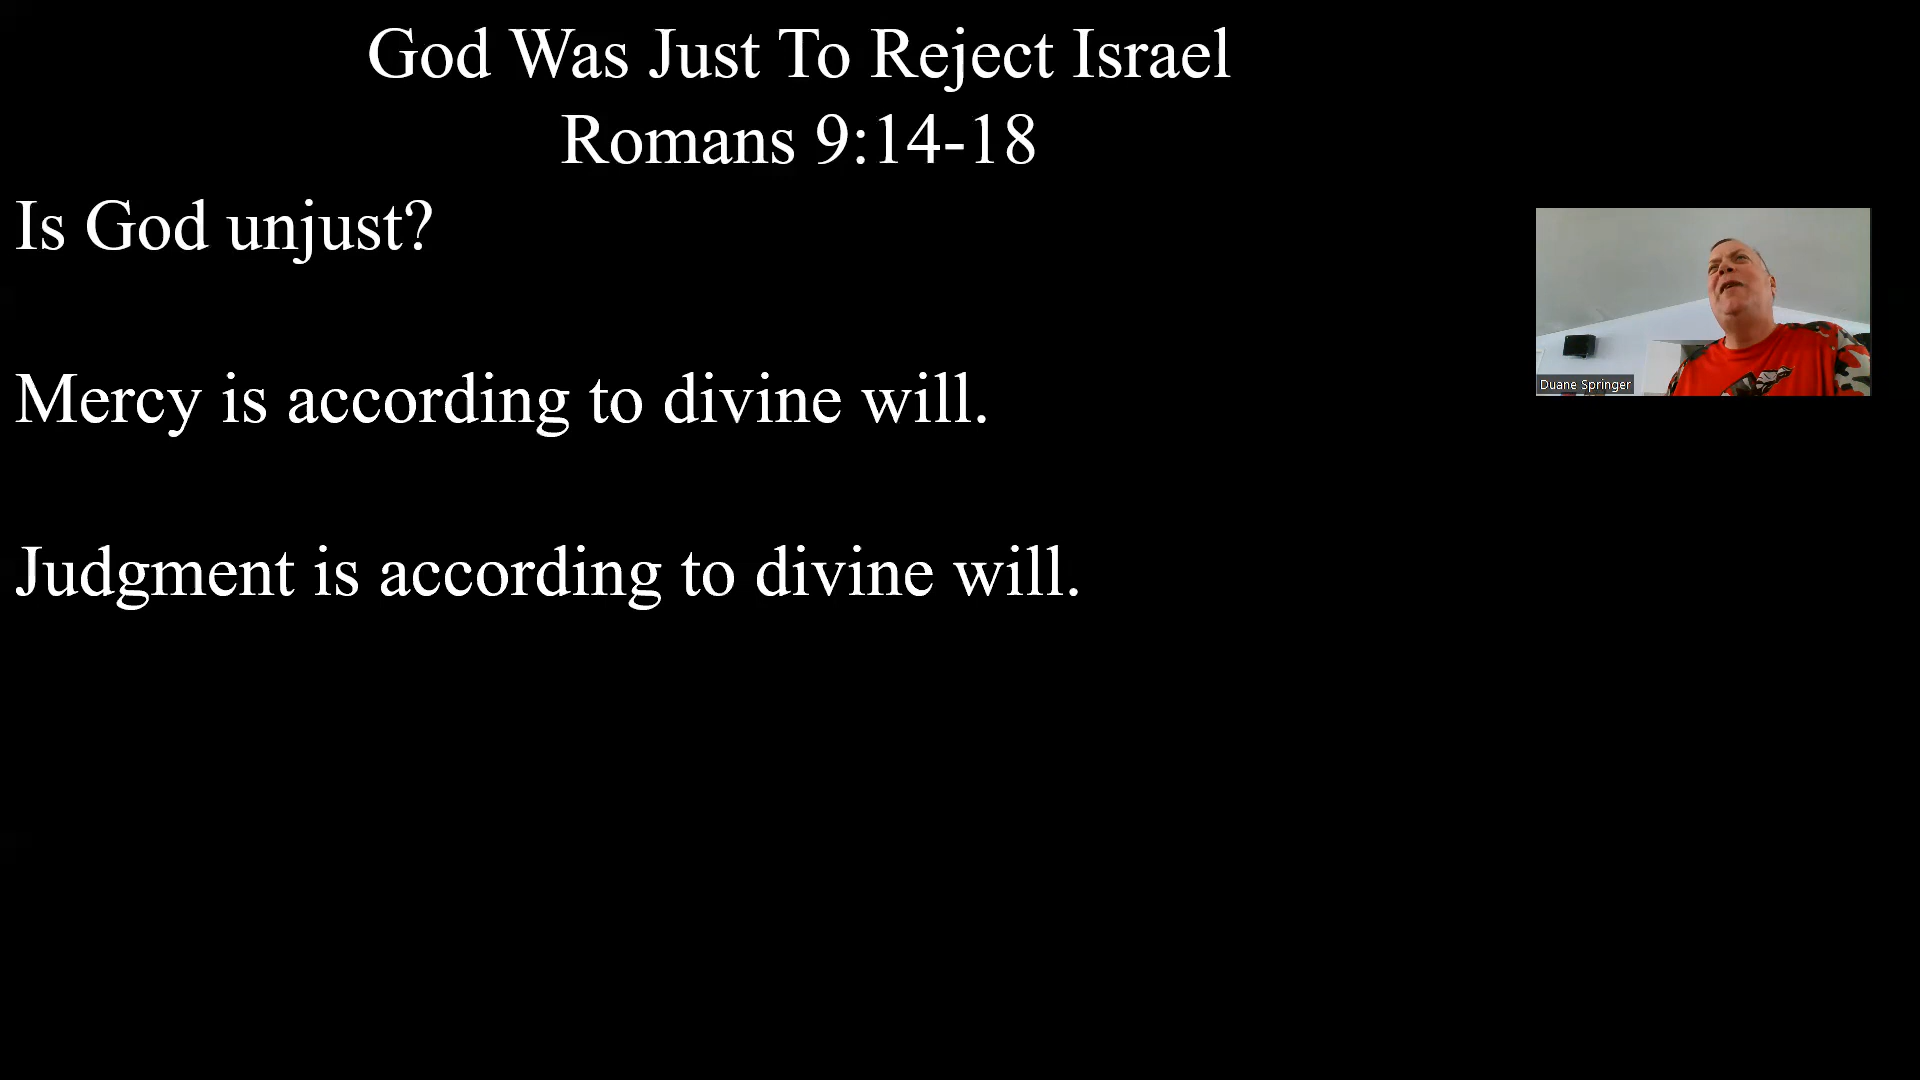 God Was Just To Reject Israel
Romans 9:14-18
Is God unjust?
Mercy is according to divine will.
Judgment is according to divine will.
Duane Springer